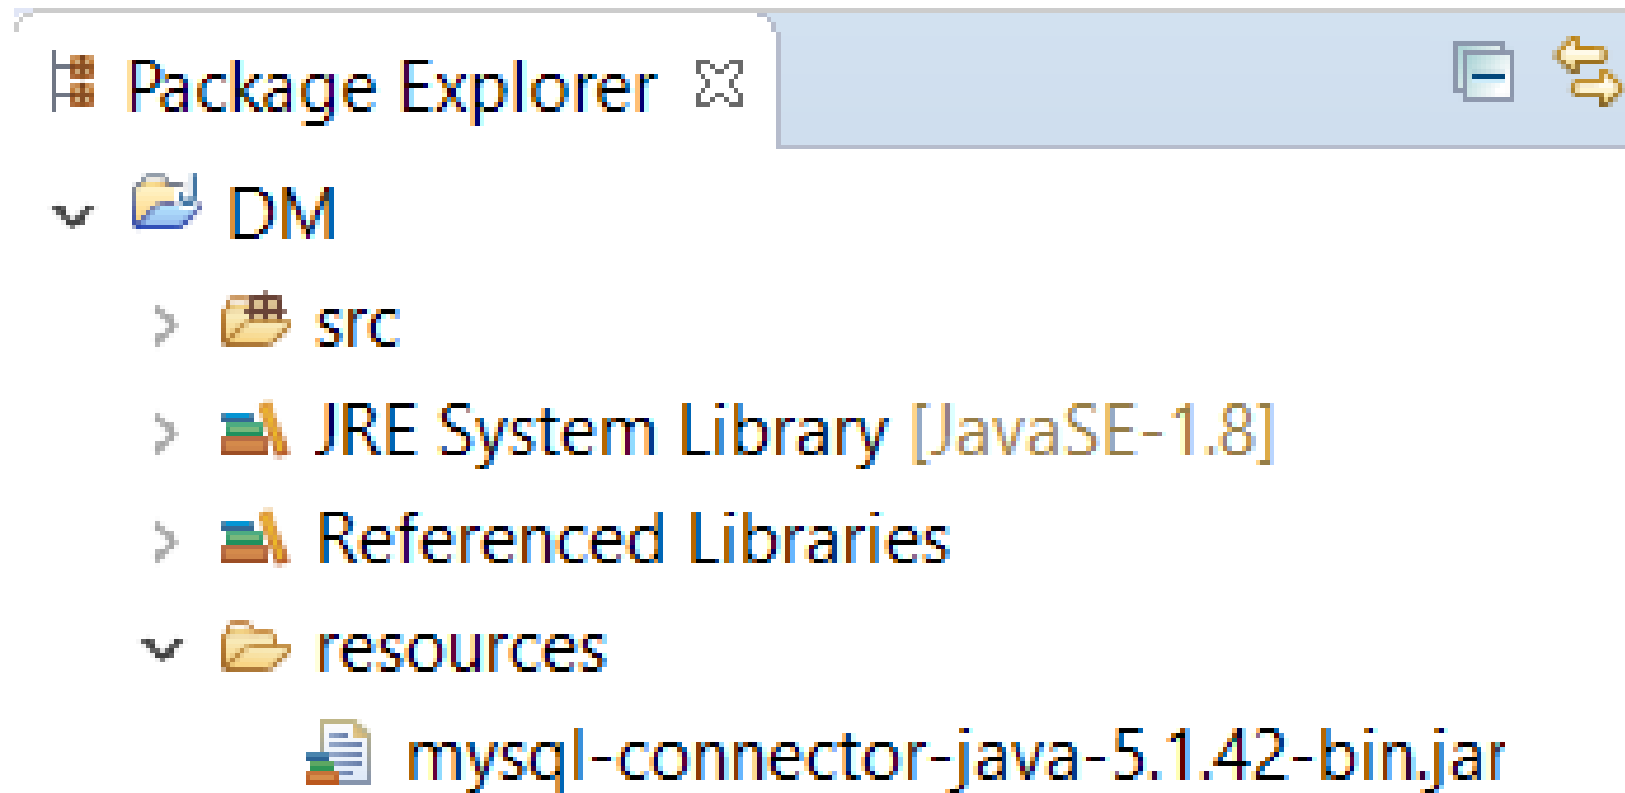 Package Explorer
DM
src
JRE System Library [JavaSE-1.8]
Referenced Libraries
resources
mysql-connector-java-5.1.42-bin.jar